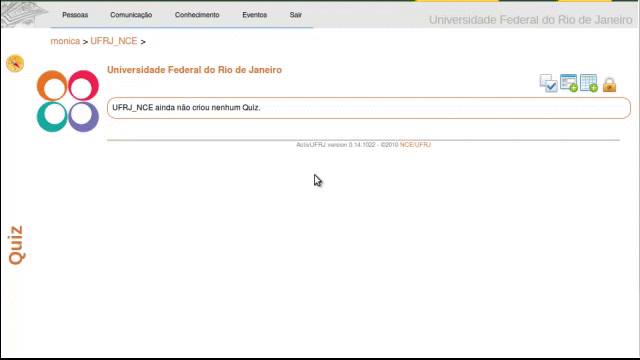 Pessoas Comunicação Conhecimento Eventos Sair
Universidade Federal do Rio de Janeiro
monica > UFRJ_NCE >
Universidade Federal do Rio de Janeiro
UFRJ_NCE ainda não criou nenhum Quiz.
ActivUFRJ version 0.14.1022 - ©2010 NCE/UFRJ
Quiz